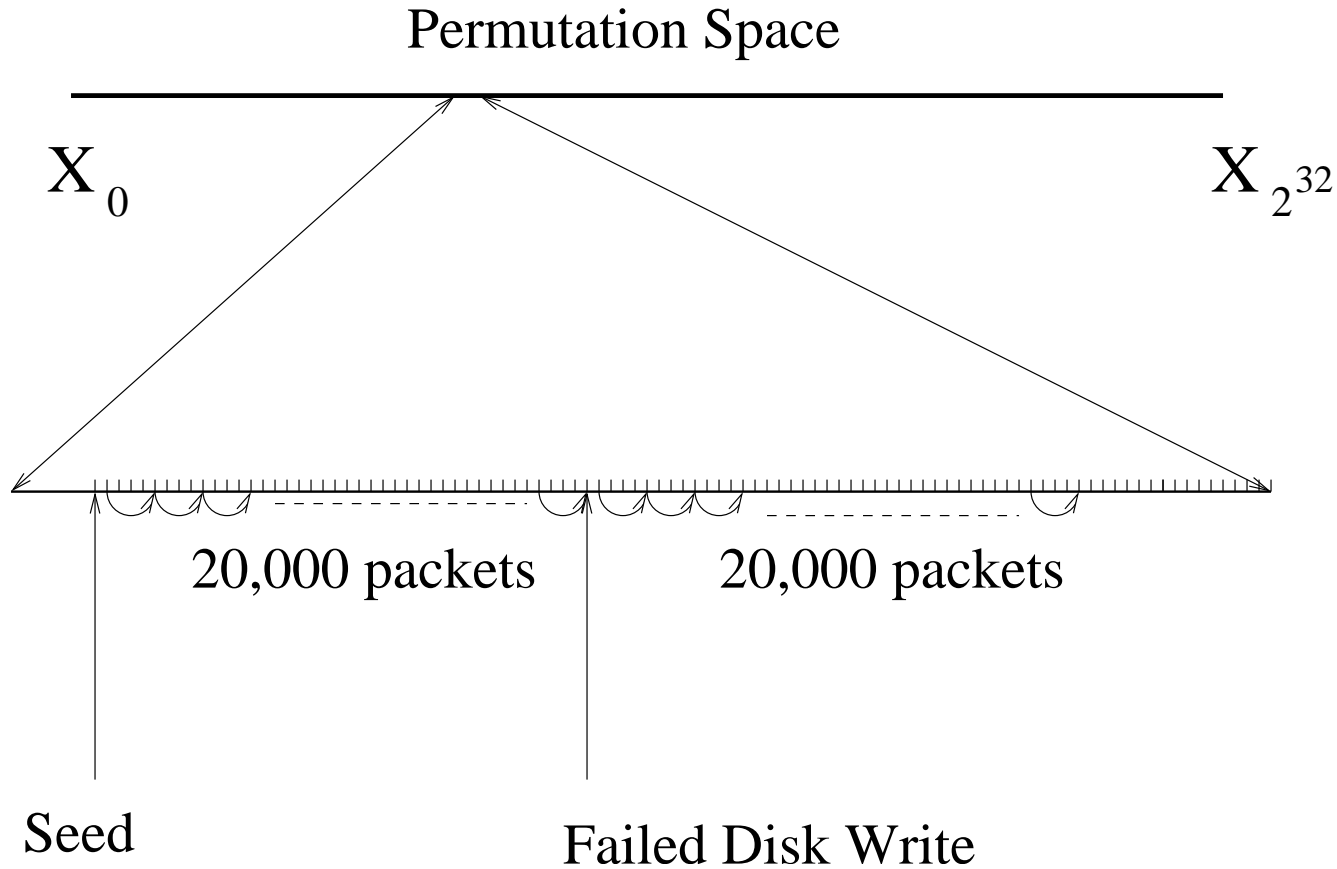 Permutation Space
X 0 X 2^32
20,000 packets 20,000 packets
Seed
Failed Disk Write